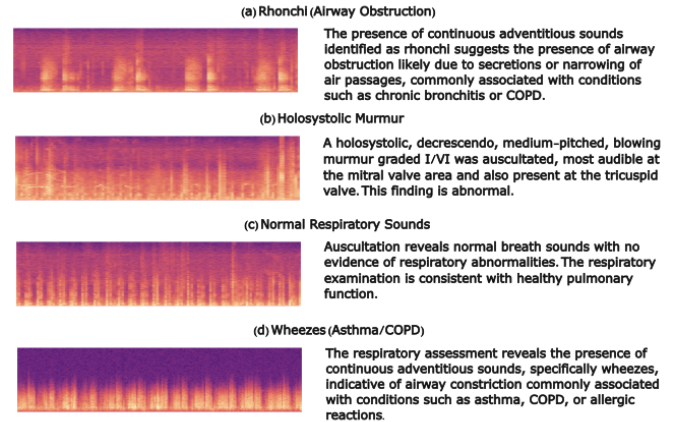 (a) Rhonchi (Airway Obstruction)
The presence of continuous adventitious sounds
identified as rhonchi suggests the presence of airway
obstruction likely due to secretions or narrowing of
air passages, commonly associated with conditions
such as chronic bronchitis or COPD.
(b) Holosystolic Murmur
A holosystolic, decrescendo, medium-pitched, blowing
murmur graded I/VI was auscultated, most audible at
the mitral valve area and also present at the tricuspid
valve. This finding is abnormal.
(c) Normal Respiratory Sounds
Auscultation reveals normal breath sounds with no
evidence of respiratory abnormalities. The respiratory
examination is consistent with healthy pulmonary
function.
(d) Wheezes (Asthma/COPD)
The respiratory assessment reveals the presence of
continuous adventitious sounds, specifically wheezes,
indicative of airway constriction commonly associated
with conditions such as asthma, COPD, or allergic
reactions.